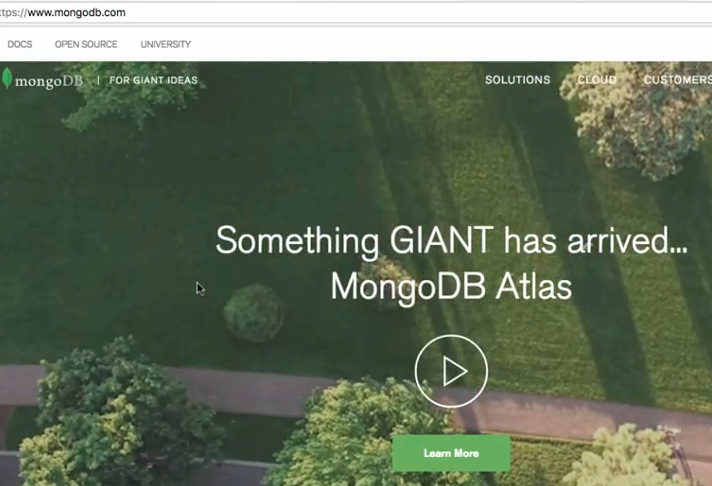 https://www.mongodb.com
DOCS OPEN SOURCE UNIVERSITY
mongoDB | FOR GIANT IDEAS SOLUTIONS CLOUD CUSTOMERS
Something GIANT has arrived...
MongoDB Atlas
Learn More